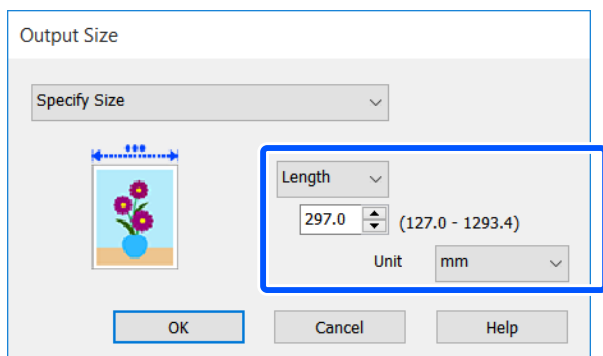 Output Size
Specify Size
Length
297.0 (127.0 - 1293.4)
Unit mm
OK Cancel Help